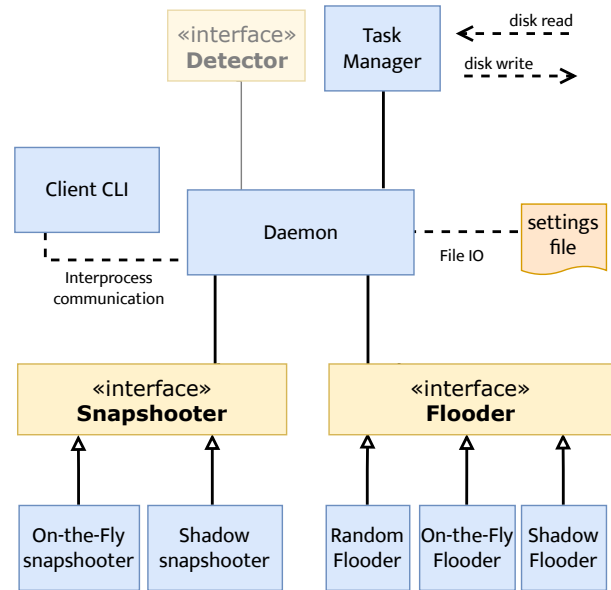 «interface»
Detector
Task
Manager
disk read
disk write
Client CLI
Daemon
settings
file
File IO
Interprocess
communication
«interface»
Snapshooter
«interface»
Flooder
On-the-Fly
snapshooter
Shadow
snapshooter
Random
Flooder
On-the-Fly
Flooder
Shadow
Flooder